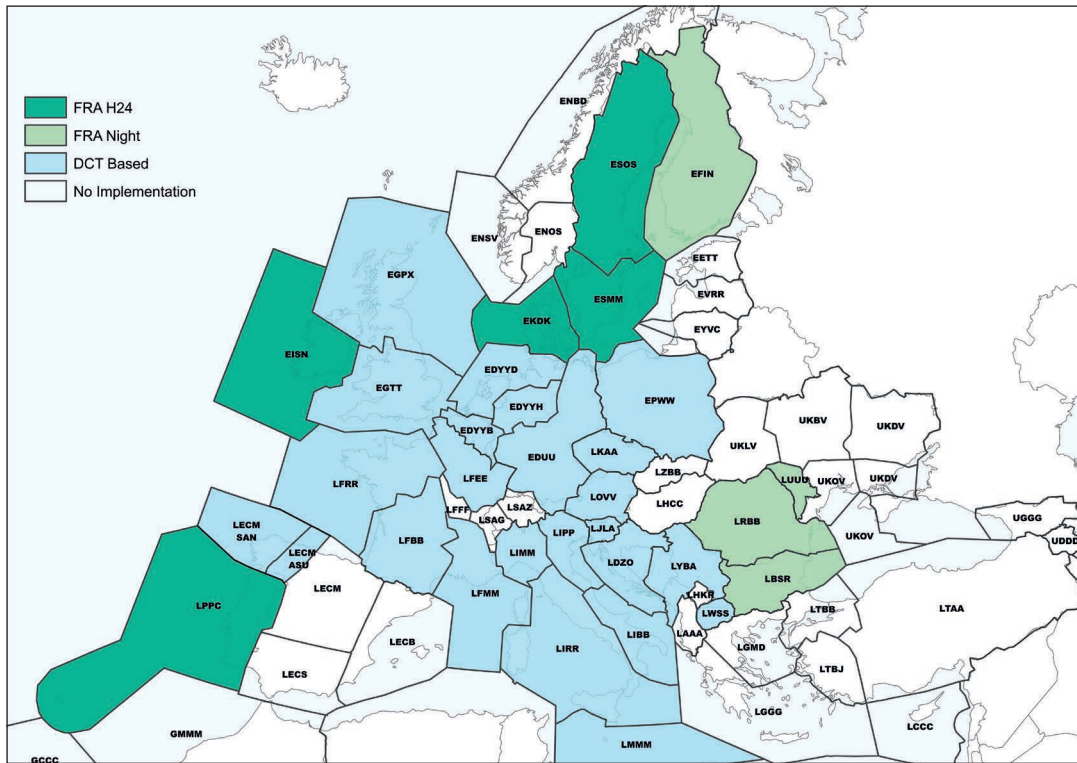 FRA H24
FRA Night
DCT Based
No Implementation
ENBD
ESOS
EFIN
ENSV
ENOS
EGPX
EETT
ESMM
EVRR
EKDK
EYVC
EISN
EGTT
EDYYD
EDYYH
EPWW
UKBV
EDYYB
UKLV
UKDV
LKAA
EDUU
LZBB
LFEE
LUUU
UKOV
UKDV
LFRR
LOVV
LHCC
LFFF
LSAZ
LSAG
LRBB
UGGG
LECM
SAN
LJLA
UKOV
LIPP
LIMM
LFBB
UDDD
LECM
ASU
LDZO
LYBA
LBSR
LECM
LFMM
LHKR
LPPC
LWSS
LTBB
LTAA
LIBB
LAAA
LECB
LIRR
LGMD
LTBJ
LECS
LGGG
LCCC
GMMM
LMMM
GCCC